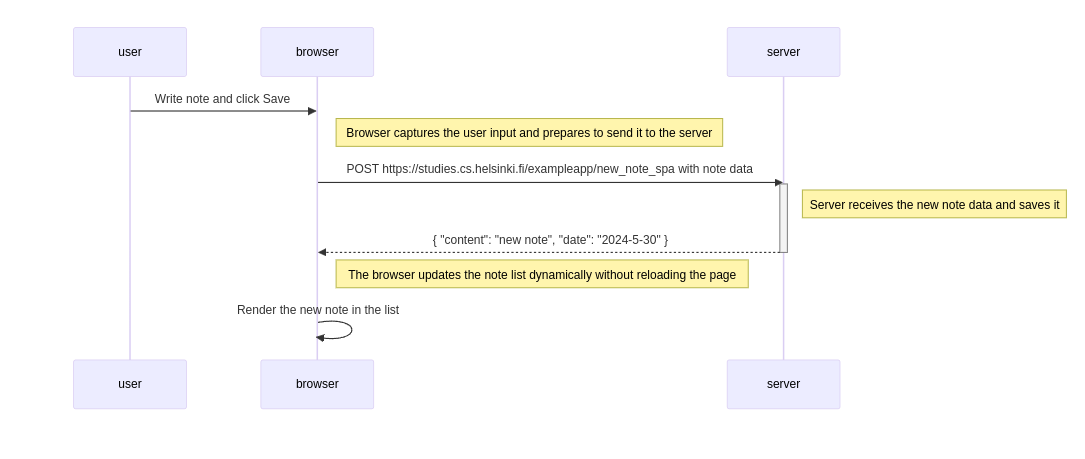 user
browser
server
Write note and click Save
Browser captures the user input and prepares to send it to the server
POST https://studies.cs.helsinki.fi/exampleapp/new_note_spa with note data
Server receives the new note data and saves it
{ "content": "new note", "date": "2024-5-30" }
The browser updates the note list dynamically without reloading the page
Render the new note in the list
user
browser
server